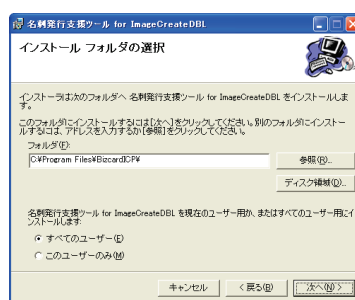 名刺発行支援ツール for ImageCreateDBL
インストール フォルダの選択
インストーラは次のフォルダへ 名刺発行支援ツール for ImageCreateDBL をインストールしま
す。
このフォルダにインストールするには[次へ]をクリックしてください。別のフォルダにインストー
ルするには、アドレスを入力するか[参照]をクリックしてください。
フォルダ(F):
C:¥Program Files¥BizcardICP¥
参照(R)...
ディスク領域(D)...
名刺発行支援ツール for ImageCreateDBL を現在のユーザー用か、またはすべてのユーザー用にイ
ンストールします:
すべてのユーザー(E)
このユーザーのみ(M)
キャンセル
< 戻る(B)
次へ(N) >